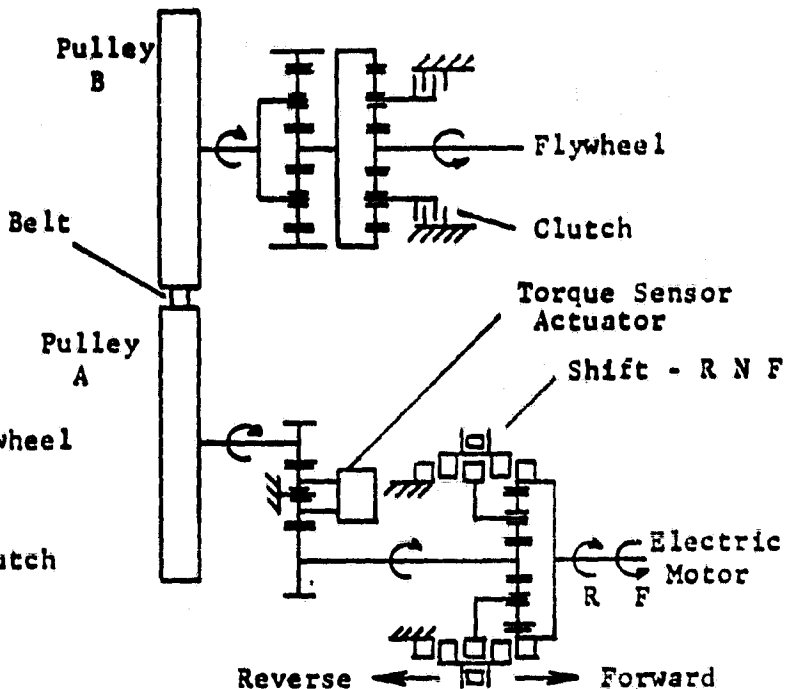 Pulley
B
Flywheel
Belt
Clutch
Torque Sensor
Actuator
Pulley
A
Shift - R N F
Electric
Motor
R F
Reverse
Forward